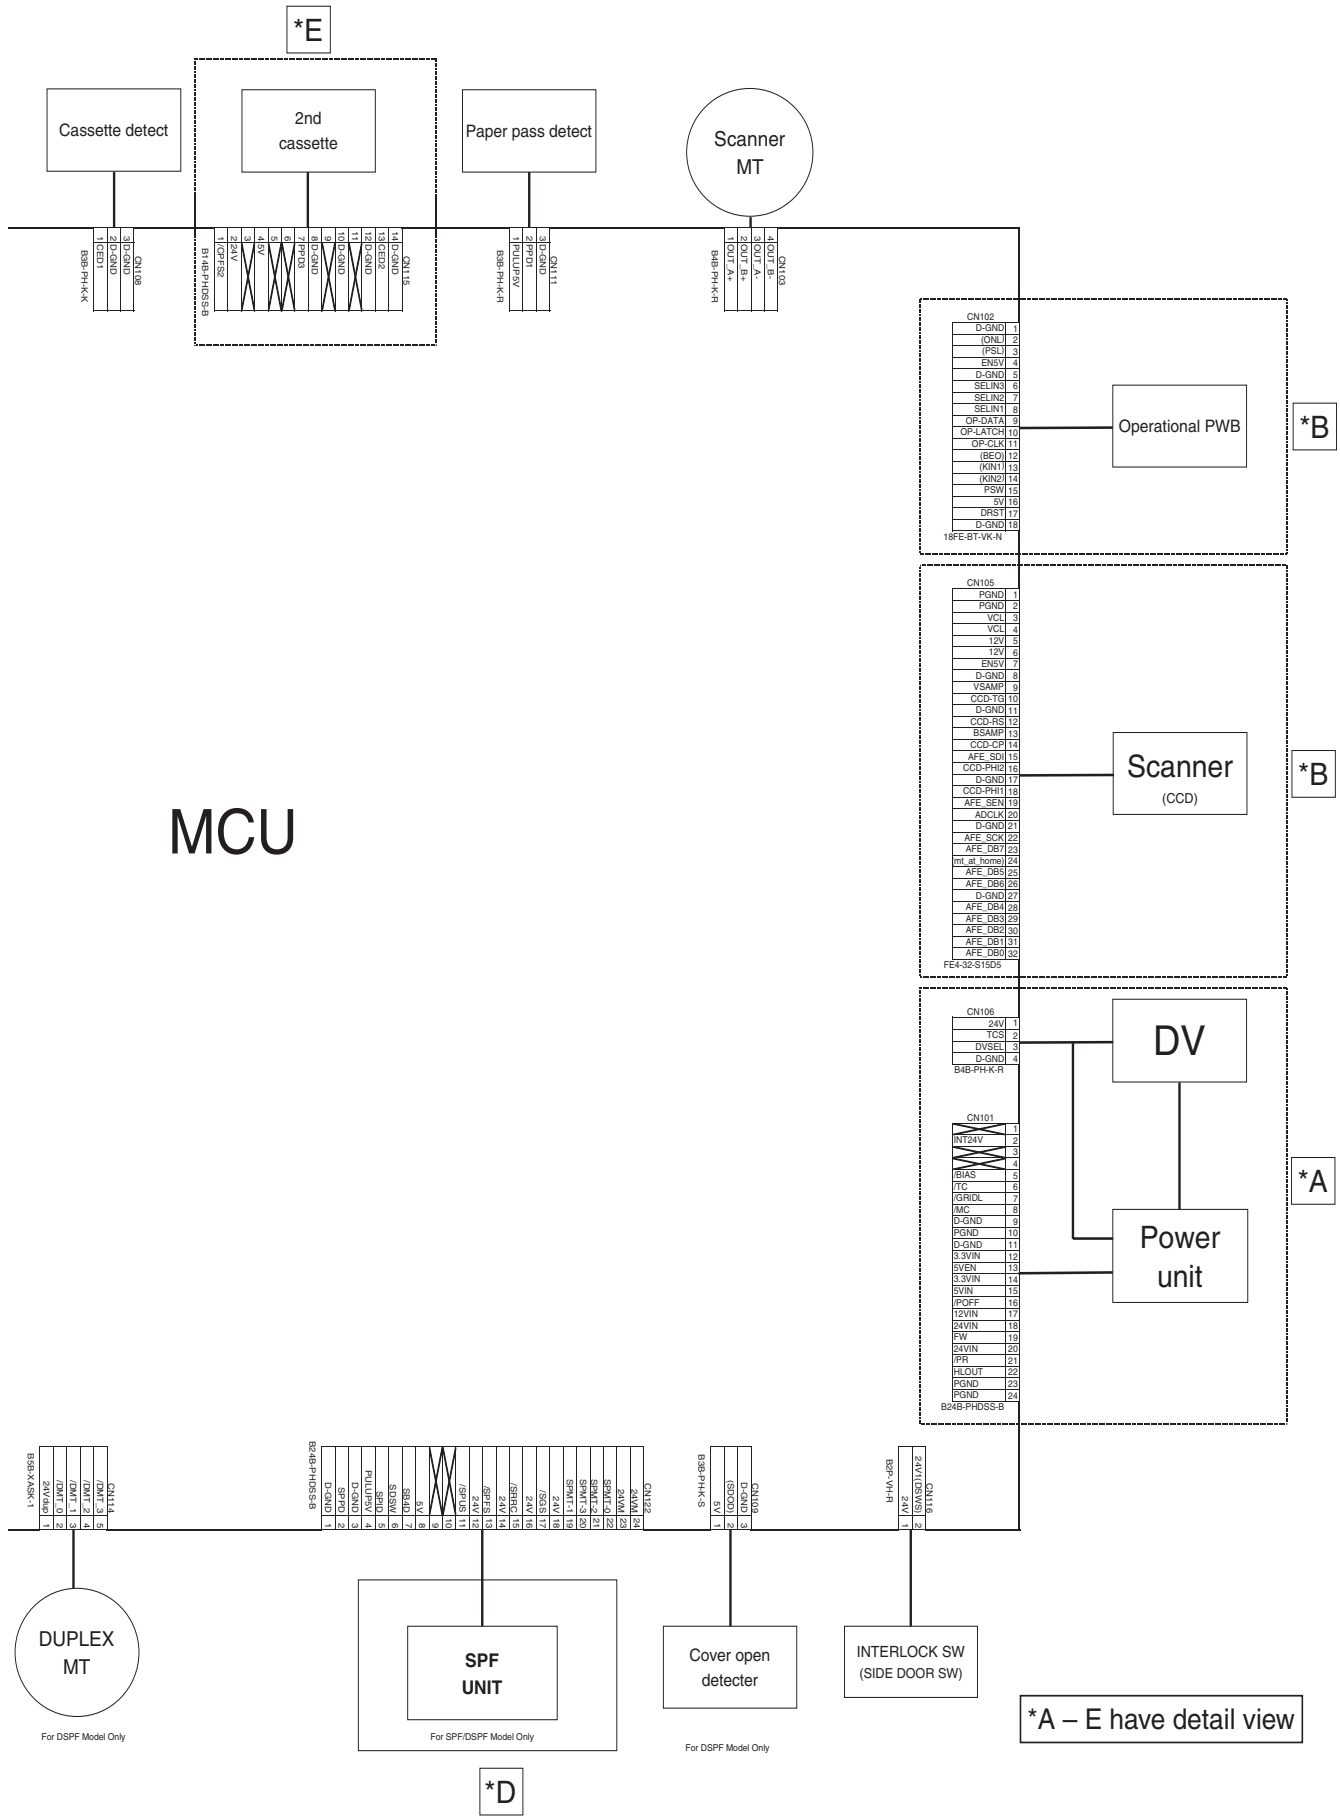 *E
Cassette detect
2nd
cassette
Paper pass detect
Scanner
MT
CN108
3 D-GND
2 D-GND
1 CED1
B3B-PH-K-K
CN115
14 D-GND
13 CED2
12 D-GND
11
10 D-GND
9
8 D-GND
7 PPD3
6
5
4 5V
3
2 24V
1 /CPFS2
B14B-PHDSS-B
CN111
3 D-GND
2 PPD1
1 PULUP5V
B3B-PH-K-R
CN103
4 OUT_B-
3 OUT_A-
2 OUT_B+
1 OUT_A+
B4B-PH-K-R
CN102
D-GND 1
(ONL) 2
(PSL) 3
EN5V 4
D-GND 5
SELIN3 6
SELIN2 7
SELIN1 8
OP-DATA 9
OP-LATCH 10
OP-CLK 11
(BEO) 12
(KIN1) 13
(KIN2) 14
PSW 15
5V 16
DRST 17
D-GND 18
18FE-BT-VK-N
Operational PWB
*B
CN105
PGND 1
PGND 2
VCL 3
VCL 4
12V 5
12V 6
EN5V 7
D-GND 8
VSAMP 9
CCD-TG 10
D-GND 11
CCD-RS 12
BSAMP 13
CCD-CP 14
AFE_SDI 15
CCD-PHI2 16
D-GND 17
CCD-PHI1 18
AFE_SEN 19
ADCLK 20
D-GND 21
AFE_SCK 22
AFE_DB7 23
mt_at_home) 24
AFE_DB5 25
AFE_DB6 26
D-GND 27
AFE_DB4 28
AFE_DB3 29
AFE_DB2 30
AFE_DB1 31
AFE_DB0 32
FE4-32-S15D5
Scanner
(CCD)
*B
MCU
CN106
24V 1
TCS 2
DVSEL 3
D-GND 4
B4B-PH-K-R
DV
CN101
1
INT24V 2
3
4
/BIAS 5
/TC 6
/GRIDL 7
/MC 8
D-GND 9
PGND 10
D-GND 11
3.3VIN 12
5VEN 13
3.3VIN 14
5VIN 15
/POFF 16
12VIN 17
24VIN 18
FW 19
24VIN 20
/PR 21
HLOUT 22
PGND 23
PGND 24
B24B-PHDSS-B
Power
unit
*A
CN114
/DMT_3 5
/DMT_2 4
/DMT_1 3
/DMT_0 2
24Vdup 1
B5B-XASK-1
CN122
24VM 24
24VM 23
SPMT-0 22
SPMT-2 21
SPMT-3 20
SPMT-1 19
24V 18
/SGS 17
24V 16
/SRRC 15
24V 14
/SPFS 13
24V 12
/SPUS 11
10
9
5V 8
SB4D 7
SDSW 6
SPID 5
PULUP5V 4
D-GND 3
SPPD 2
D-GND 1
B24B-PHDSS-B
CN109
D-GND 3
(SDOD) 2
5V 1
B3B-PH-K-S
CN116
24V1(DSWS) 2
24V 1
B2P-VH-R
DUPLEX
MT
For DSPF Model Only
SPF
UNIT
For SPF/DSPF Model Only
*D
Cover open
detecter
For DSPF Model Only
INTERLOCK SW
(SIDE DOOR SW)
*A – E have detail view